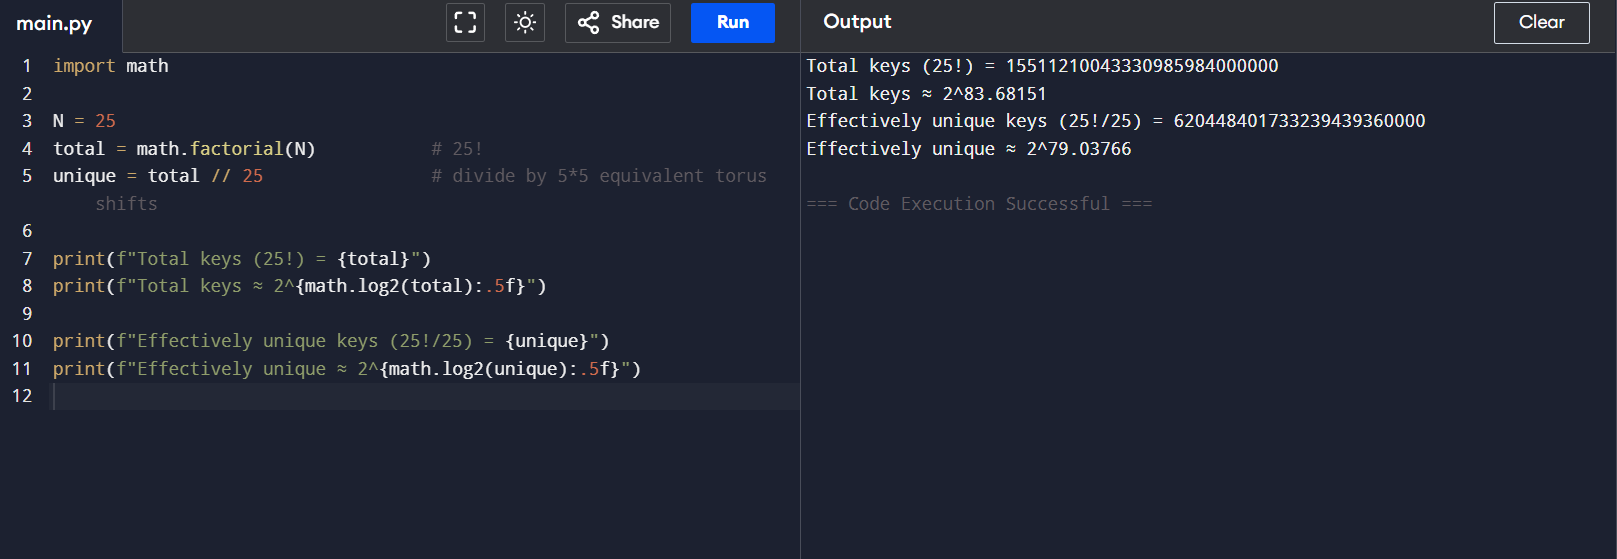 main.py
Share
Run
1 import math
2
3 N = 25
4 total = math.factorial(N) # 25!
5 unique = total // 25 # divide by 5*5 equivalent torus
shifts
6
7 print(f"Total keys (25!) = {total}")
8 print(f"Total keys ≈ 2^{math.log2(total):.5f}")
9
10 print(f"Effectively unique keys (25!/25) = {unique}")
11 print(f"Effectively unique ≈ 2^{math.log2(unique):.5f}")
12
Output
Clear
Total keys (25!) = 15511210043330985984000000
Total keys ≈ 2^83.68151
Effectively unique keys (25!/25) = 620448401733239439360000
Effectively unique ≈ 2^79.03766
=== Code Execution Successful ===